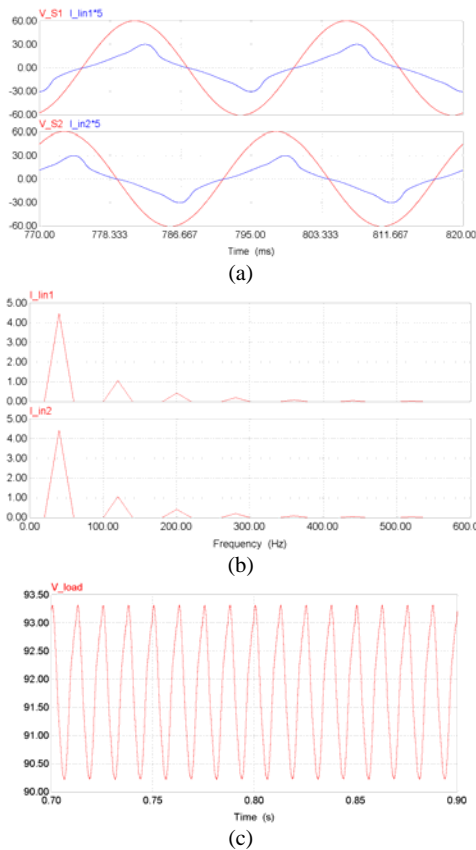 V_S1 I_Iin1*5
60.00
30.00
0.00
-30.00
-60.00
V_S2 I_in2*5
60.00
30.00
0.00
-30.00
-60.00
770.00 778.333 786.667 795.00 803.333 811.667 820.00
Time (ms)
(a)
I_Iin1
5.00
4.00
3.00
2.00
1.00
0.00
I_in2
5.00
4.00
3.00
2.00
1.00
0.00
0.00 100.00 200.00 300.00 400.00 500.00 600.00
Frequency (Hz)
(b)
V_load
93.50
93.00
92.50
92.00
91.50
91.00
90.50
90.00
0.70 0.75 0.80 0.85 0.90
Time (s)
(c)